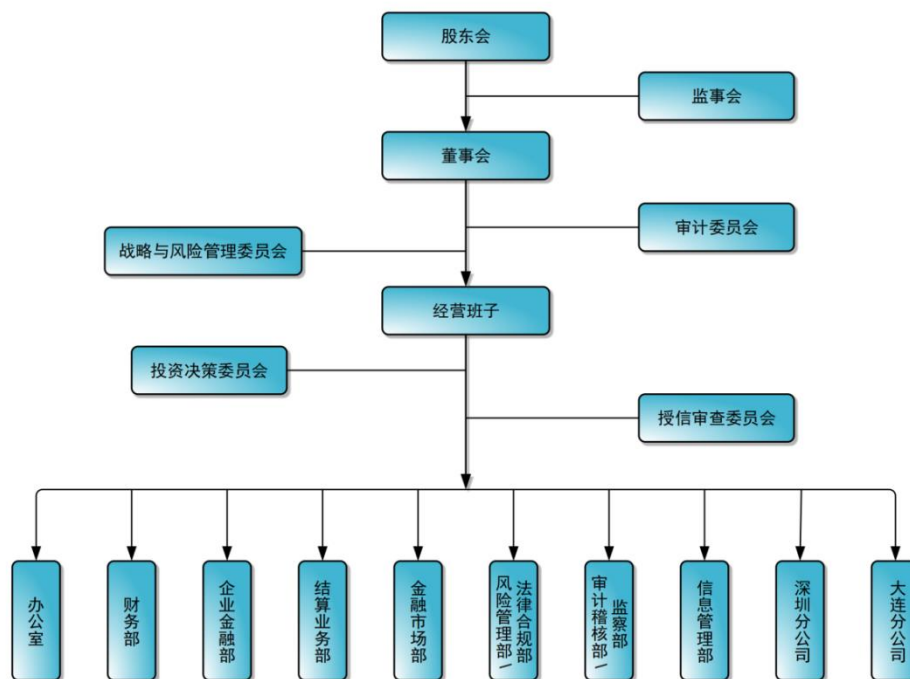 股东会
监事会
董事会
审计委员会
战略与风险管理委员会
经营班子
投资决策委员会
授信审查委员会
办公室
财务部
企业金融部
结算业务部
金融市场部
风险管理部/
法律合规部
审计稽核部/
监察部
信息管理部
深圳分公司
大连分公司